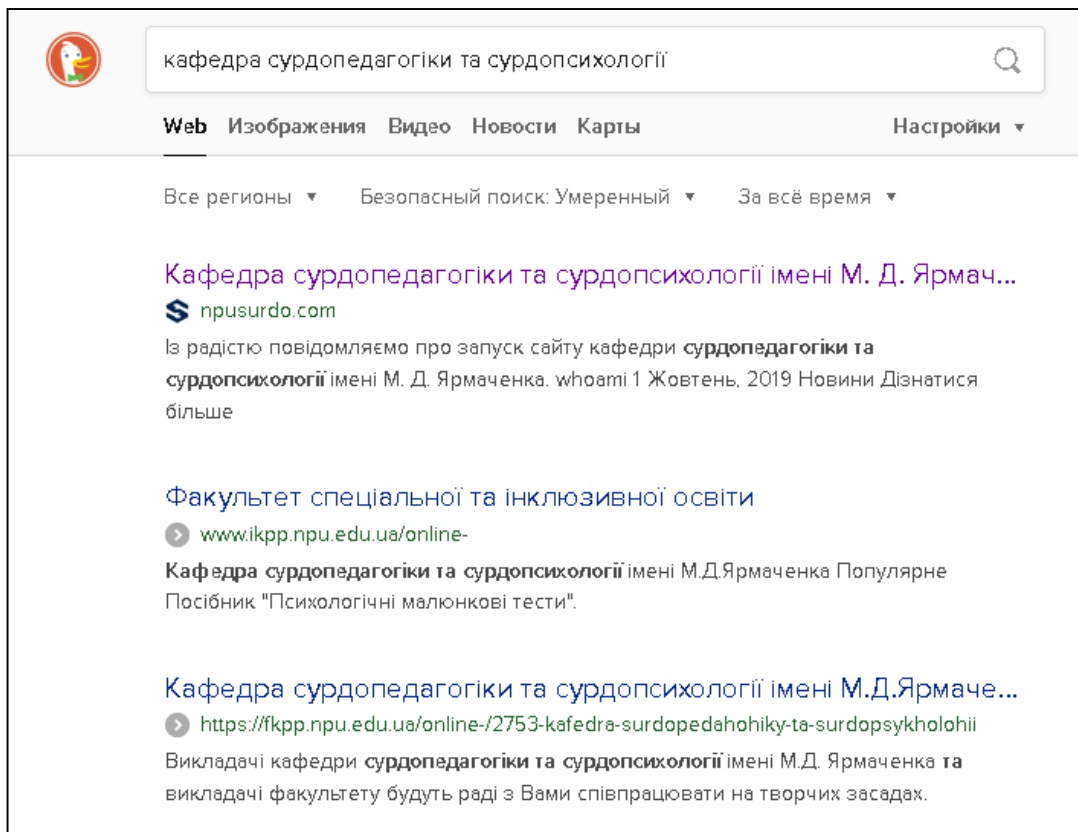 кафедра сурдопедагогіки та сурдопсихології
Web Изображения Видео Новости Карты Настройки
Все регионы Безопасный поиск: Умеренный За всё время
Кафедра сурдопедагогіки та сурдопсихології імені М. Д. Ярмач...
npusurdo.com
Із радістю повідомляємо про запуск сайту кафедри сурдопедагогіки та
сурдопсихології імені М. Д. Ярмаченка. whoami 1 Жовтень, 2019 Новини Дізнатися
більше
Факультет спеціальної та інклюзивної освіти
www.ikpp.npu.edu.ua/online-
Кафедра сурдопедагогіки та сурдопсихології імені М.Д.Ярмаченка Популярне
Посібник "Психологічні малюнкові тести".
Кафедра сурдопедагогіки та сурдопсихології імені М.Д.Ярмаче...
https://fkpp.npu.edu.ua/online-/2753-kafedra-surdopedahohiky-ta-surdopsykholohii
Викладачі кафедри сурдопедагогіки та сурдопсихології імені М.Д. Ярмаченка та
викладачі факультету будуть раді з Вами співпрацювати на творчих засадах.